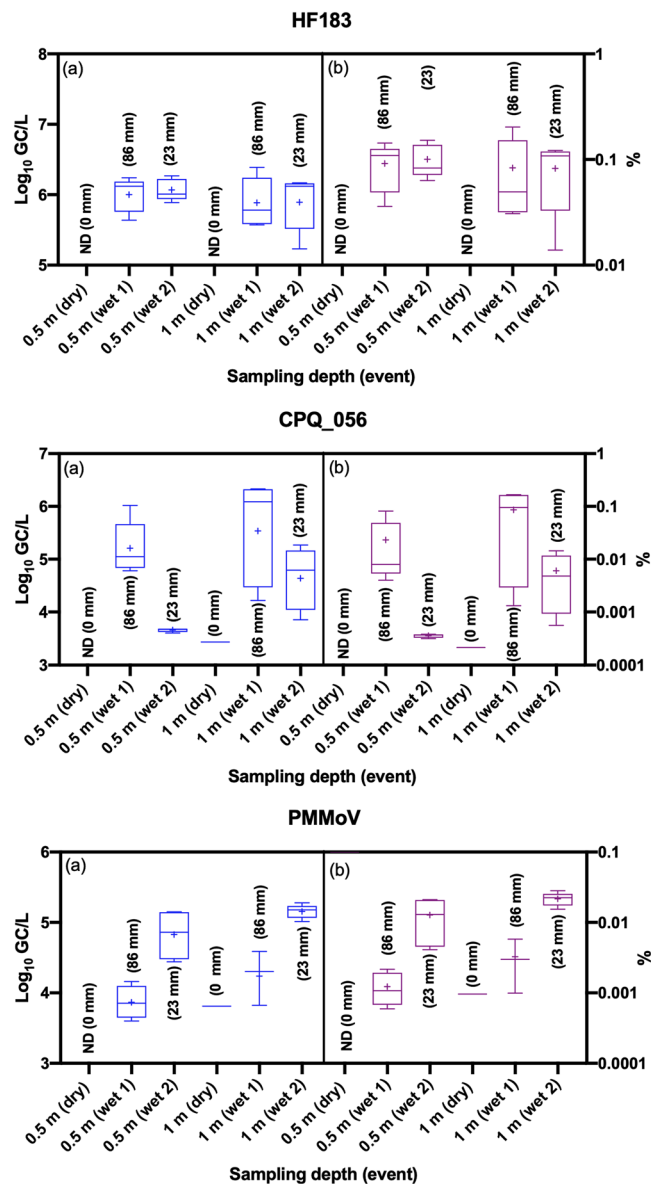 HF183
(a)
(b)
8
7
6
5
Log10 GC/L
1
0.1
0.01
%
ND (0 mm)
(86 mm)
(23 mm)
ND (0 mm)
(86 mm)
(23 mm)
ND (0 mm)
(86 mm)
(23)
ND (0 mm)
(86 mm)
(23 mm)
0.5 m (dry)
0.5 m (wet 1)
0.5 m (wet 2)
1 m (dry)
1 m (wet 1)
1 m (wet 2)
0.5 m (dry)
0.5 m (wet 1)
0.5 m (wet 2)
1 m (dry)
1 m (wet 1)
1 m (wet 2)
Sampling depth (event)
CPQ_056
(a)
(b)
7
6
5
4
3
Log10 GC/L
1
0.1
0.01
0.001
0.0001
%
ND (0 mm)
(86 mm)
(23 mm)
(0 mm)
(86 mm)
(23 mm)
ND (0 mm)
(86 mm)
(23 mm)
(0 mm)
(86 mm)
(23 mm)
0.5 m (dry)
0.5 m (wet 1)
0.5 m (wet 2)
1 m (dry)
1 m (wet 1)
1 m (wet 2)
0.5 m (dry)
0.5 m (wet 1)
0.5 m (wet 2)
1 m (dry)
1 m (wet 1)
1 m (wet 2)
Sampling depth (event)
PMMoV
(a)
(b)
6
5
4
3
Log10 GC/L
0.1
0.01
0.001
0.0001
%
ND (0 mm)
(86 mm)
(23 mm)
(0 mm)
(86 mm)
(23 mm)
ND (0 mm)
(86 mm)
(23 mm)
(0 mm)
(86 mm)
(23 mm)
0.5 m (dry)
0.5 m (wet 1)
0.5 m (wet 2)
1 m (dry)
1 m (wet 1)
1 m (wet 2)
0.5 m (dry)
0.5 m (wet 1)
0.5 m (wet 2)
1 m (dry)
1 m (wet 1)
1 m (wet 2)
Sampling depth (event)